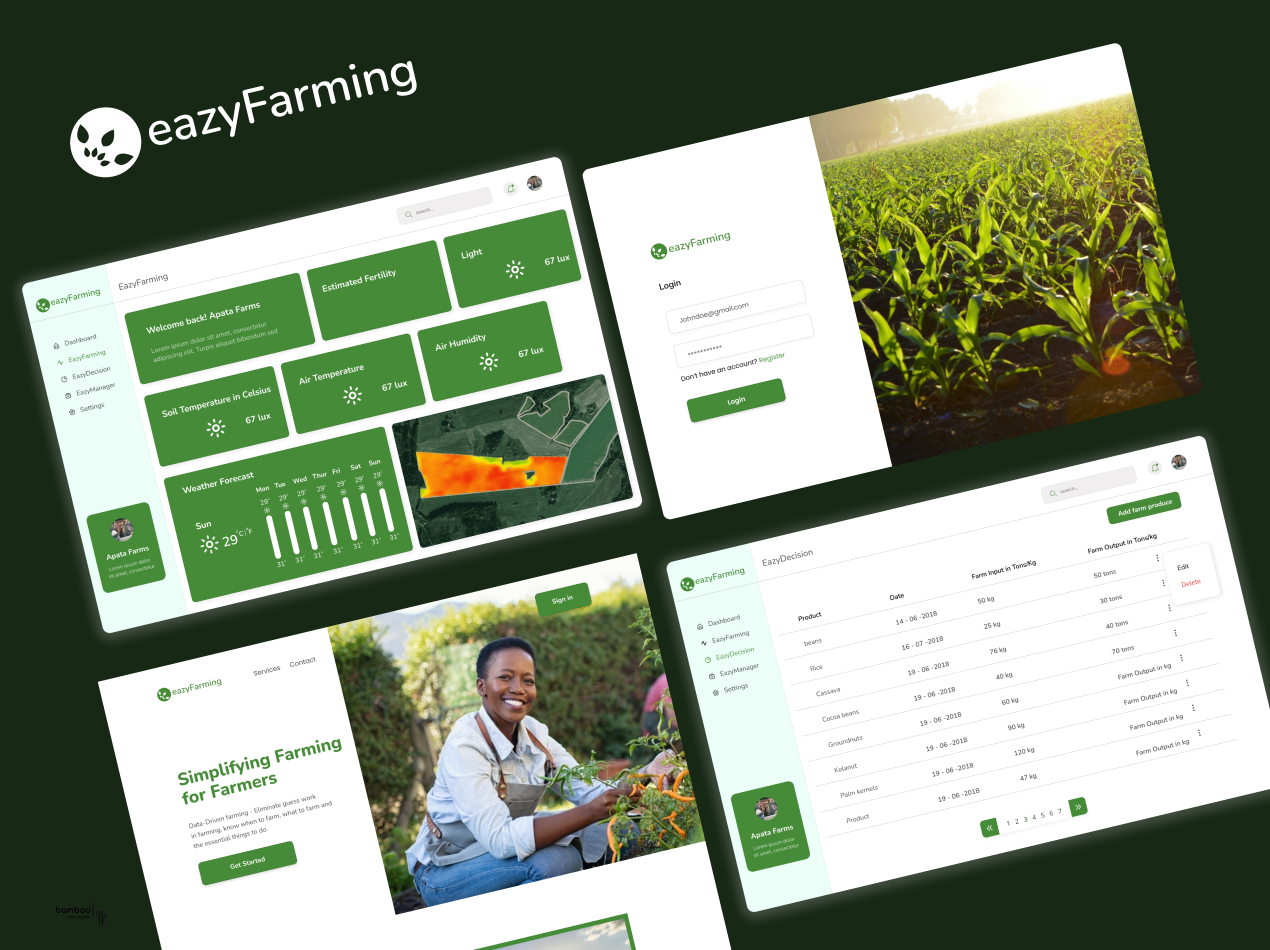 eazyFarming
eazyFarming
EazyFarming
search...
Dashboard
EazyFarming
EazyDecision
EazyManager
Settings
Apata Farms
Lorem ipsum dolor
sit amet, consectetur
Welcome back! Apata Farms
Lorem ipsum dolor sit amet, consectetur
adipiscing elit. Turpis aliquet bibendum sed
Estimated Fertility
Light
67 lux
Soil Temperature in Celsius
67 lux
Air Temperature
67 lux
Air Humidity
67 lux
Weather Forecast
Sun
29°C|°F
Mon Tue Wed Thur Fri Sat Sun
29° 29° 29° 29° 29° 29° 29°
31° 31° 31° 31° 31° 31° 31°
eazyFarming
Login
Johndoe@gmail.com
***********
Don't have an account? Register
Login
eazyFarming
Services Contact
Sign in
Simplifying Farming
for Farmers
Data-Driven farming - Eliminate guess work
in farming, know when to farm, what to farm and
the essential things to do.
Get Started
eazyFarming
EazyDecision
Search...
Dashboard
EazyFarming
EazyDecision
EazyManager
Settings
Apata Farms
Lorem ipsum dolor
sit amet, consectetur
Add farm produce
Product Date Farm Input in Tons/Kg Farm Output in Tons/kg
beans 14 - 06 -2018 50 kg 50 tons
Rice 16 - 07 -2018 25 kg 30 tons
Cassava 19 - 06 -2018 76 kg 40 tons
Cocoa beans 19 - 06 -2018 40 kg 70 tons
Groundnuts 19 - 06 -2018 60 kg Farm Output in kg
Kolanut 19 - 06 -2018 90 kg Farm Output in kg
Palm kernels 19 - 06 -2018 120 kg Farm Output in kg
Product 19 - 06 -2018 47 kg Farm Output in kg
Edit
Delete
« 1 2 3 4 5 6 7 »
bamboo